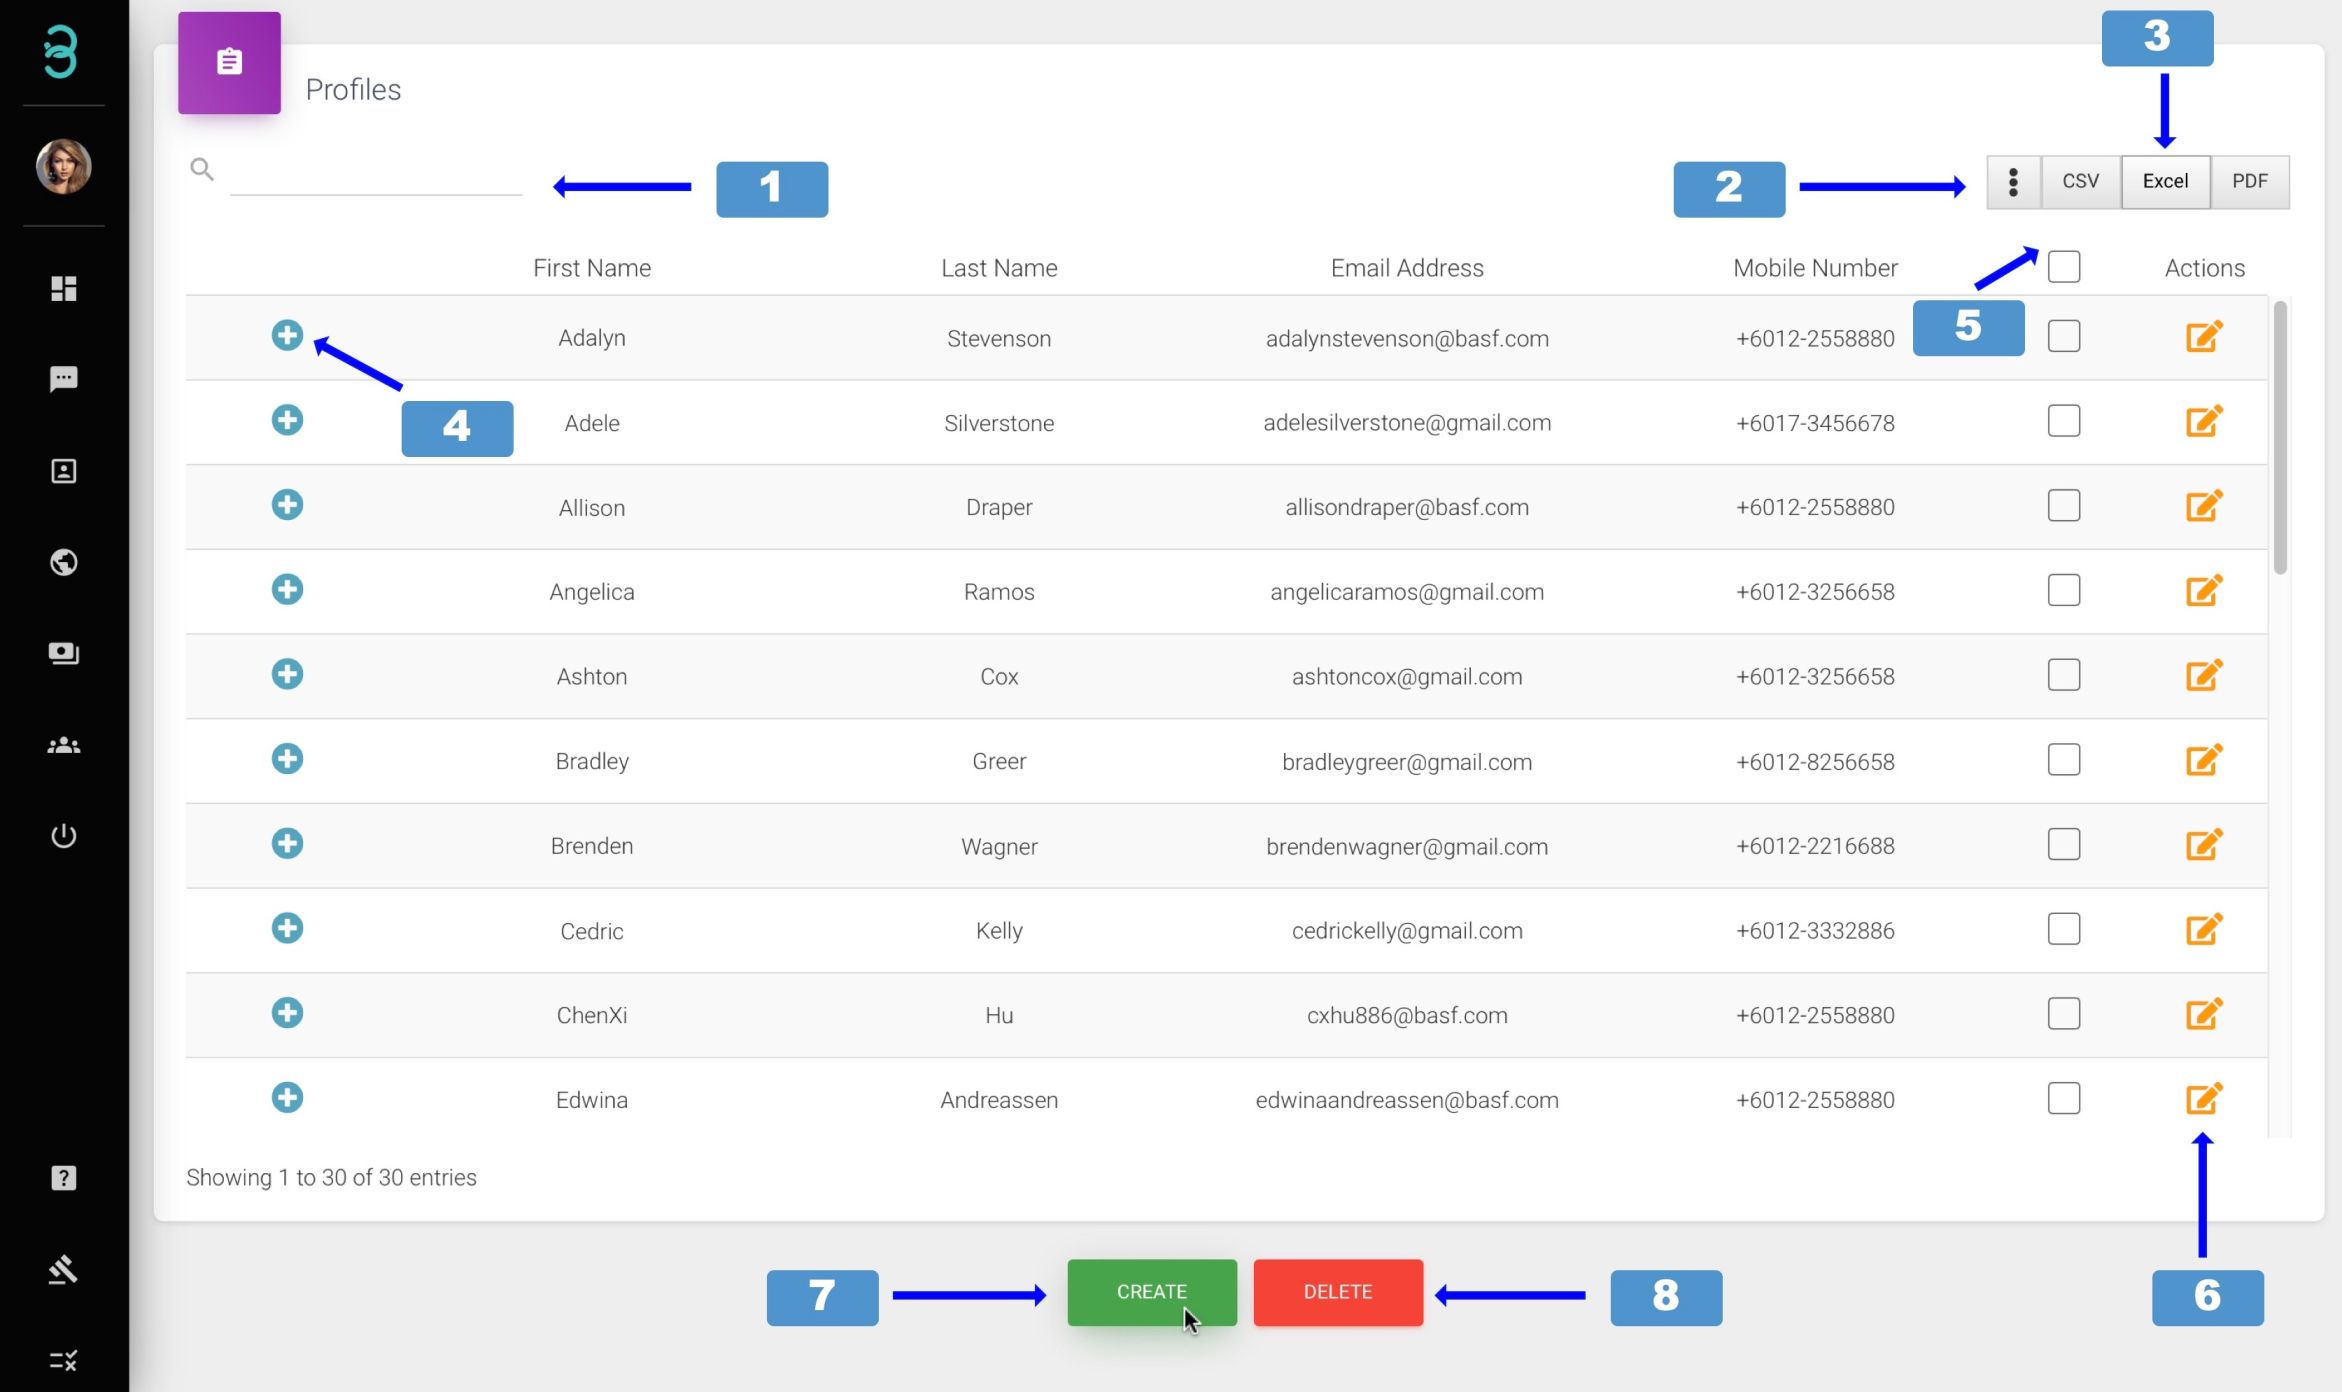 3
Profiles
1
2
CSV Excel PDF
First Name Last Name Email Address Mobile Number Actions
5
Adalyn Stevenson adalynstevenson@basf.com +6012-2558880
4
Adele Silverstone adelesilverstone@gmail.com +6017-3456678
Allison Draper allisondraper@basf.com +6012-2558880
Angelica Ramos angelicaramos@gmail.com +6012-3256658
Ashton Cox ashtoncox@gmail.com +6012-3256658
Bradley Greer bradleygreer@gmail.com +6012-8256658
Brenden Wagner brendenwagner@gmail.com +6012-2216688
Cedric Kelly cedrickelly@gmail.com +6012-3332886
ChenXi Hu cxhu886@basf.com +6012-2558880
Edwina Andreassen edwinaandreassen@basf.com +6012-2558880
Showing 1 to 30 of 30 entries
7 CREATE DELETE 8 6